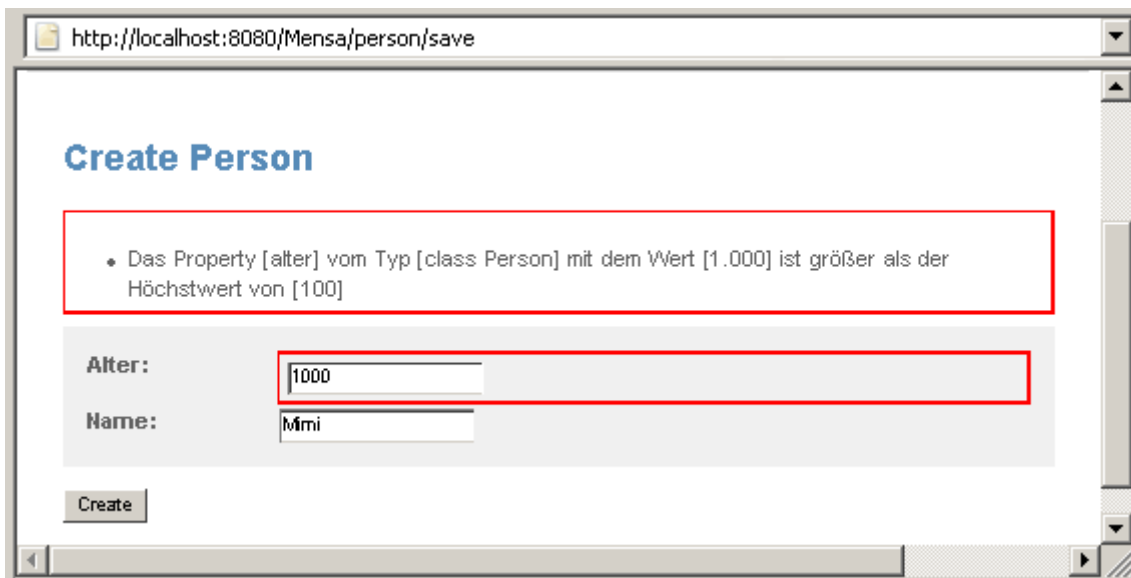 http://localhost:8080/Mensa/person/save
Create Person
Das Property [alter] vom Typ [class Person] mit dem Wert [1.000] ist größer als der
Höchstwert von [100]
Alter:
1000
Name:
Mimi
Create